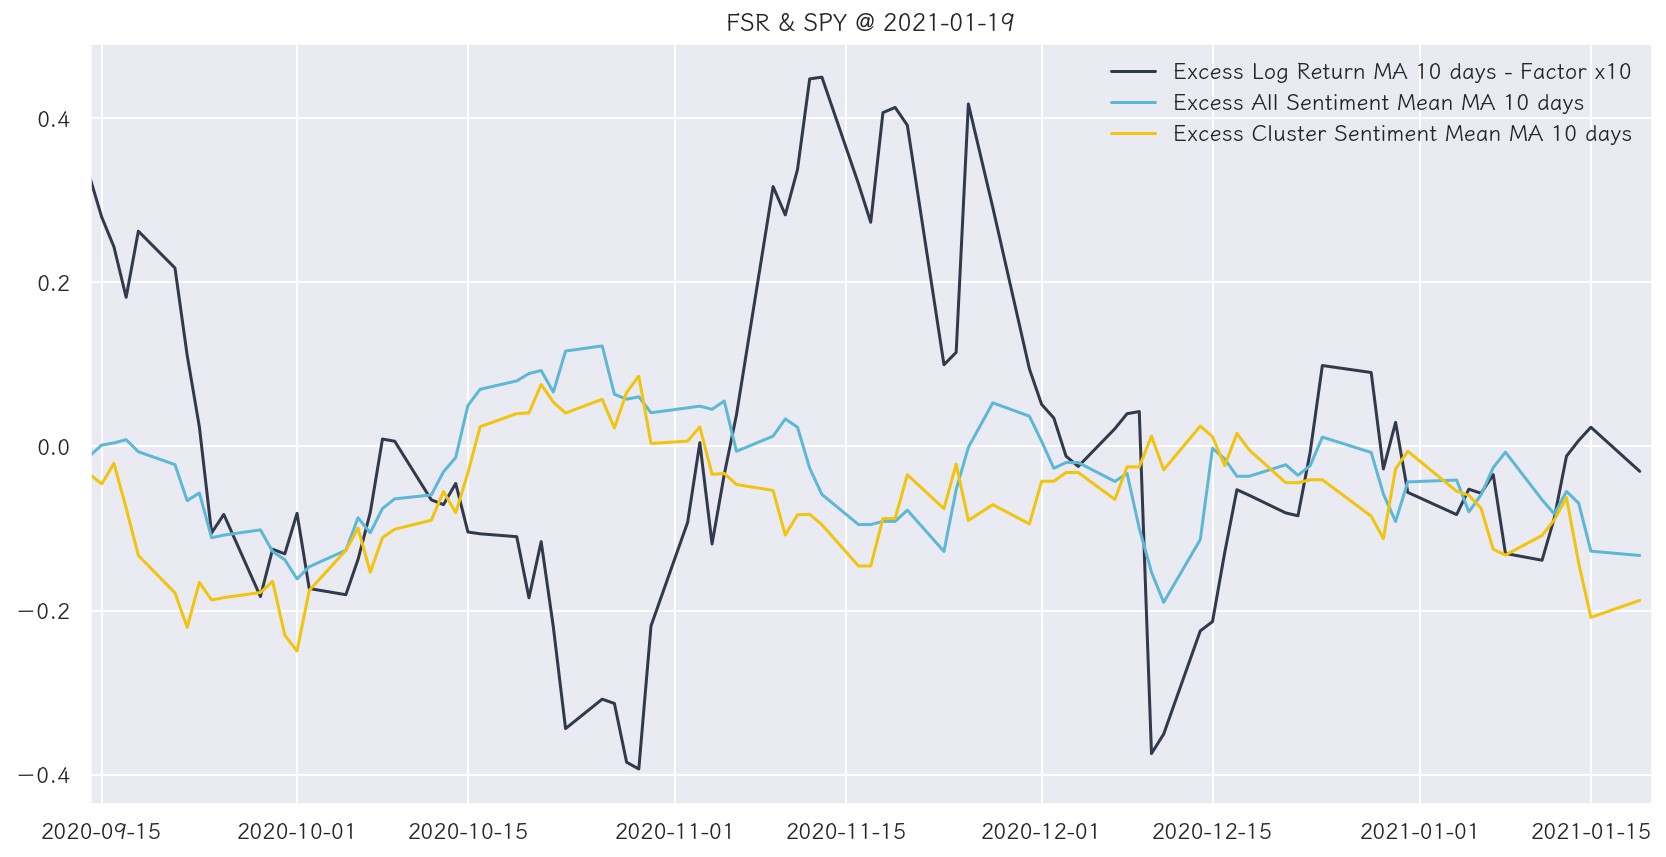 FSR & SPY @ 2021-01-19
Excess Log Return MA 10 days - Factor x10
Excess All Sentiment Mean MA 10 days
Excess Cluster Sentiment Mean MA 10 days
0.4
0.2
0.0
−0.2
−0.4
2020-09-15 2020-10-01 2020-10-15 2020-11-01 2020-11-15 2020-12-01 2020-12-15 2021-01-01 2021-01-15